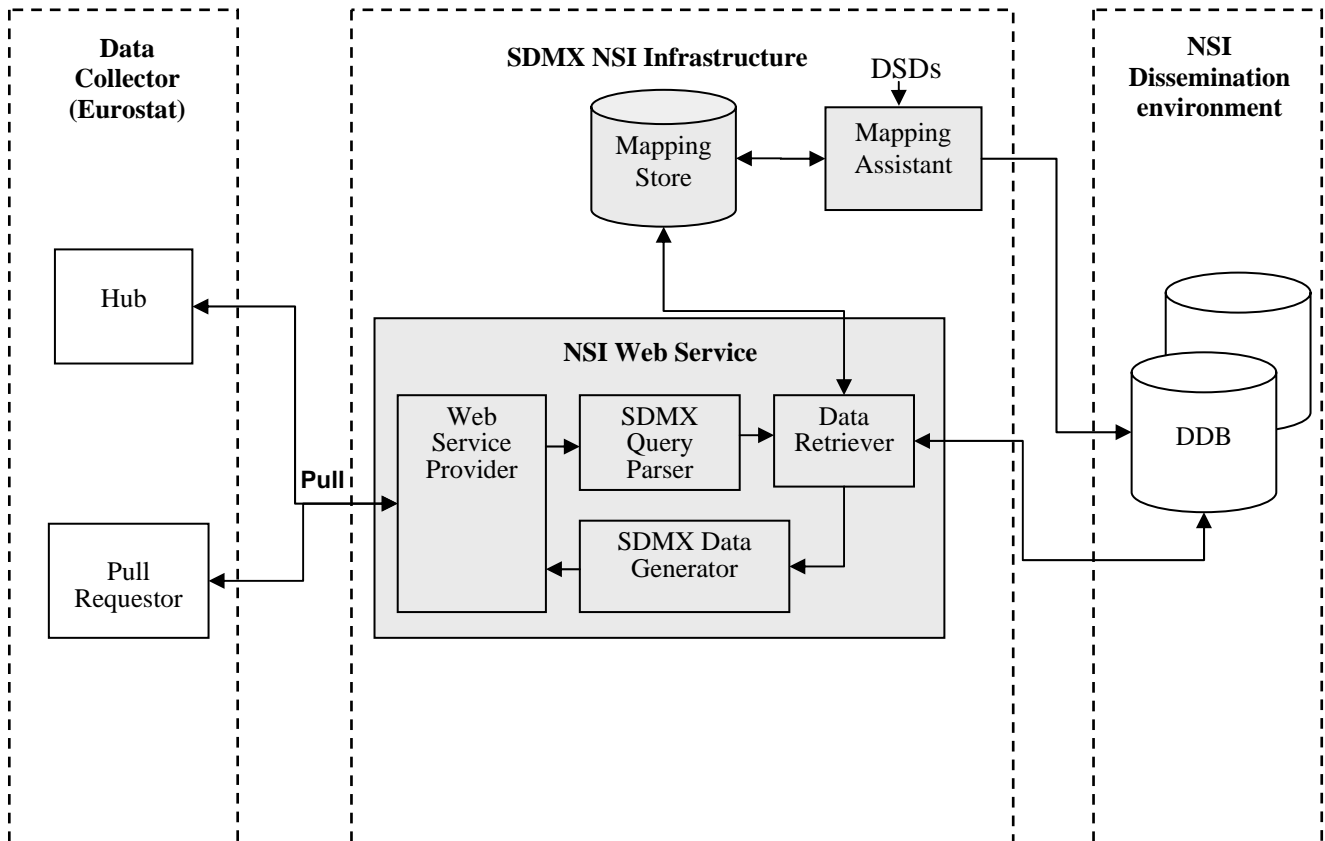 Data
Collector
(Eurostat)
Hub
Pull
Requestor
Pull
SDMX NSI Infrastructure
DSDs
Mapping
Store
Mapping
Assistant
NSI Web Service
Web
Service
Provider
SDMX
Query
Parser
Data
Retriever
SDMX Data
Generator
NSI
Dissemination
environment
DDB